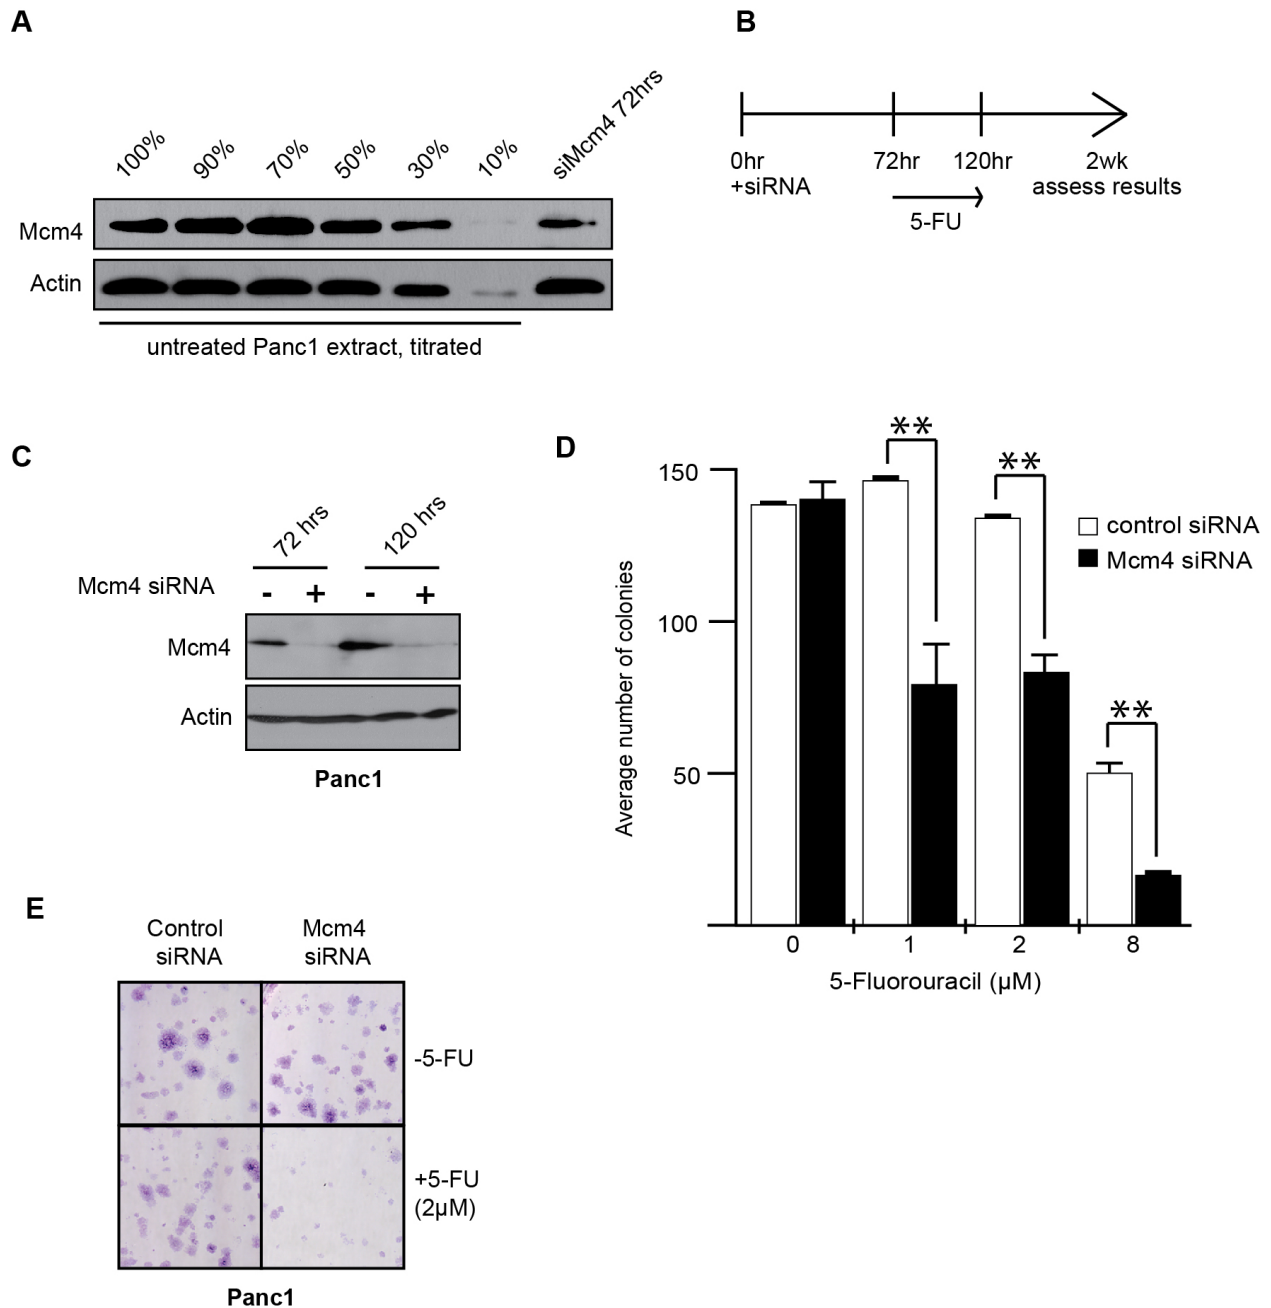 A
100%
90%
70%
50%
30%
10%
siMcm4 72hrs
Mcm4
Actin
untreated Panc1 extract, titrated
B
0hr
+siRNA
72hr
120hr
2wk
assess results
5-FU
C
72 hrs
120 hrs
Mcm4 siRNA
- + - +
Mcm4
Actin
Panc1
D
150
100
50
Average number of colonies
**
**
**
control siRNA
Mcm4 siRNA
0 1 2 8
5-Fluorouracil (µM)
E
Control
siRNA
Mcm4
siRNA
-5-FU
+5-FU
(2µM)
Panc1